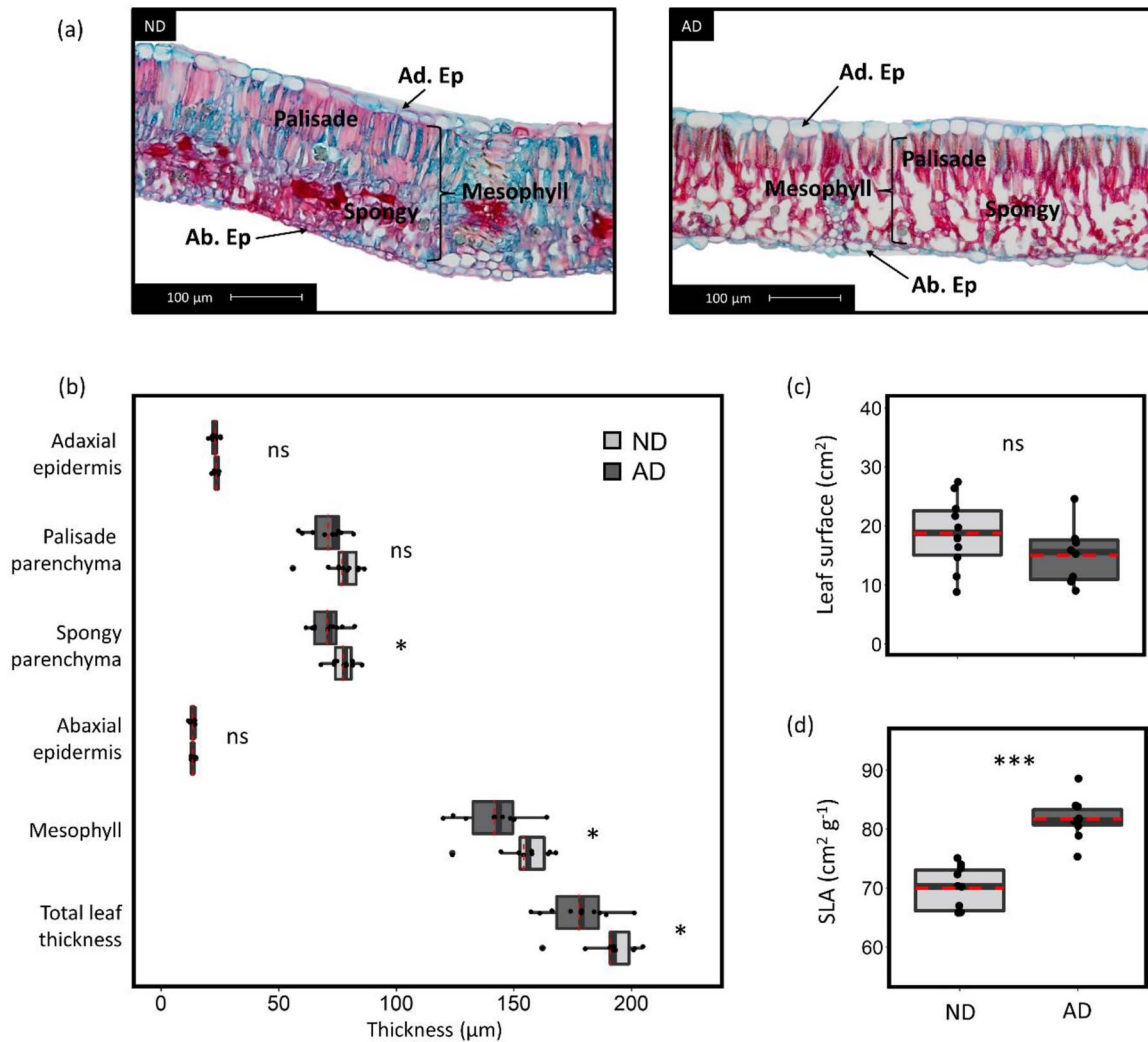 (a)
ND
Ad. Ep
Palisade
Mesophyll
Spongy
Ab. Ep
100 µm
AD
Ad. Ep
Palisade
Mesophyll
Spongy
Ab. Ep
100 µm
(b)
Adaxial
epidermis
ns
Palisade
parenchyma
ns
Spongy
parenchyma
*
Abaxial
epidermis
ns
Mesophyll
*
Total leaf
thickness
*
ND
AD
0 50 100 150 200
Thickness (µm)
(c)
Leaf surface (cm²)
40
30
20
10
0
ns
(d)
SLA (cm² g⁻¹)
90
80
70
60
***
ND AD